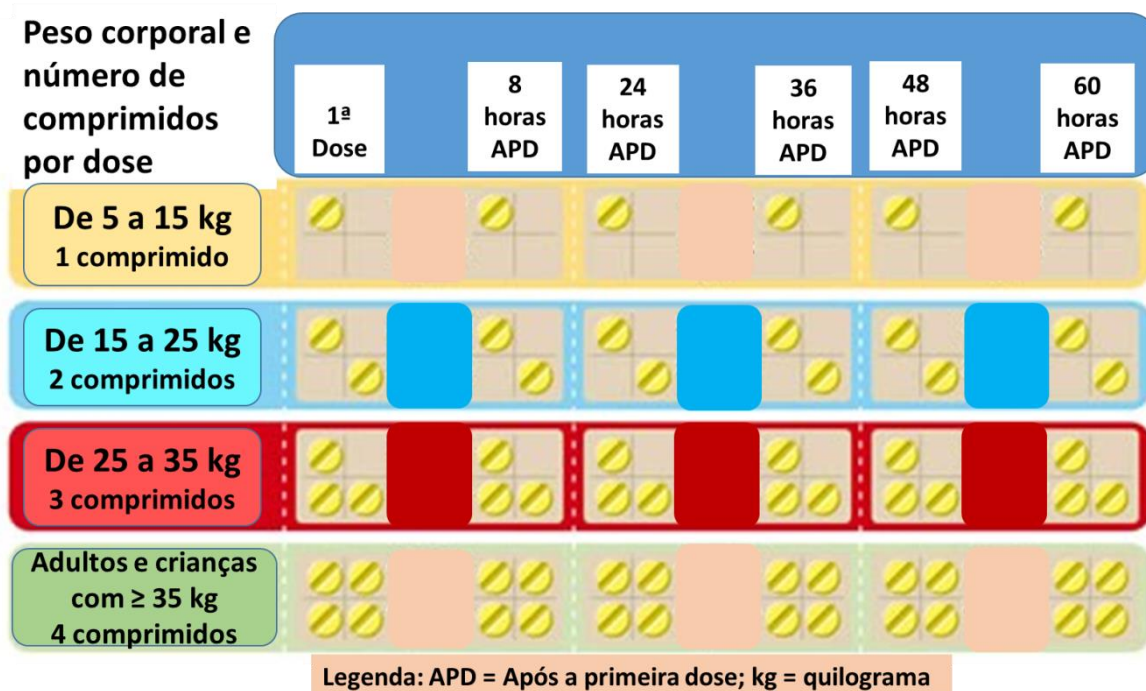 Peso corporal e
número de
comprimidos
por dose
1ª
Dose
8
horas
APD
24
horas
APD
36
horas
APD
48
horas
APD
60
horas
APD
De 5 a 15 kg
1 comprimido
De 15 a 25 kg
2 comprimidos
De 25 a 35 kg
3 comprimidos
Adultos e crianças
com ≥ 35 kg
4 comprimidos
Legenda: APD = Após a primeira dose; kg = quilograma